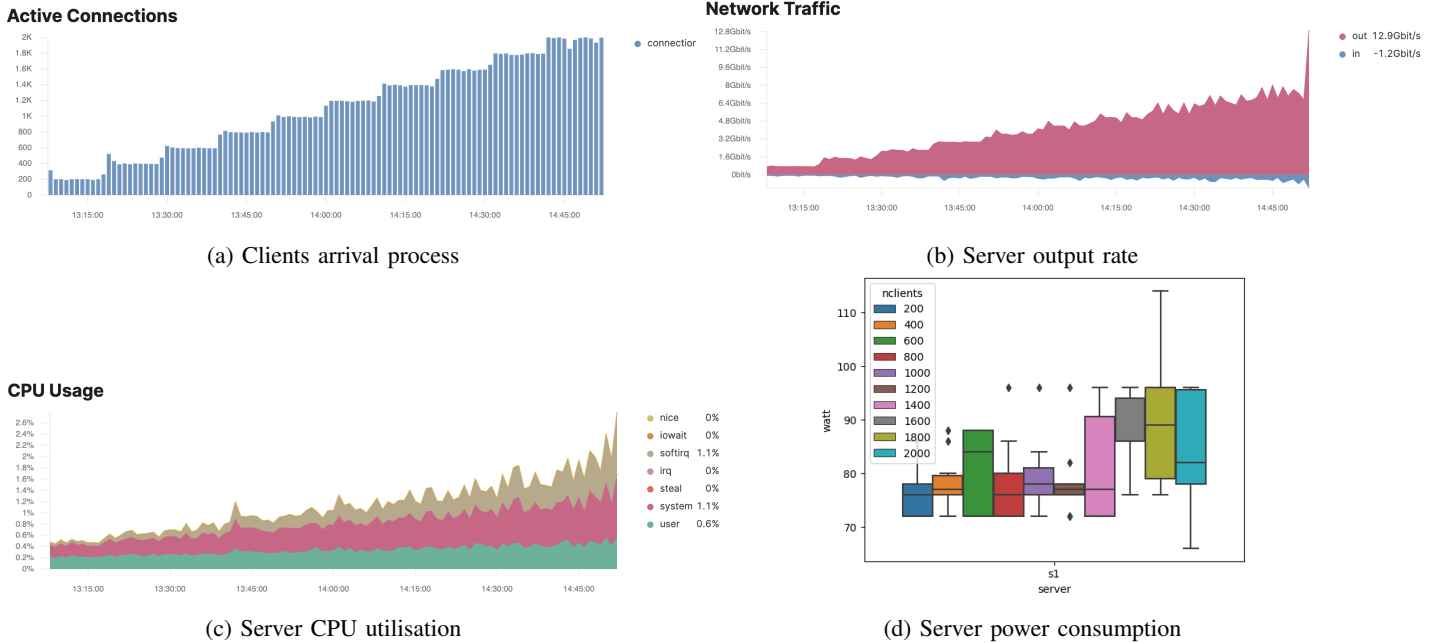 Active Connections
2K
1.8K
1.6K
1.4K
1.2K
1K
800
600
400
200
0
13:15:00 13:30:00 13:45:00 14:00:00 14:15:00 14:30:00 14:45:00
connection
(a) Clients arrival process
Network Traffic
12.8Gbit/s
11.2Gbit/s
9.6Gbit/s
8Gbit/s
6.4Gbit/s
4.8Gbit/s
3.2Gbit/s
1.6Gbit/s
0bit/s
13:15:00 13:30:00 13:45:00 14:00:00 14:15:00 14:30:00 14:45:00
out 12.9Gbit/s
in -1.2Gbit/s
(b) Server output rate
CPU Usage
2.6%
2.4%
2.2%
2%
1.8%
1.6%
1.4%
1.2%
1%
0.8%
0.6%
0.4%
0.2%
0%
13:15:00 13:30:00 13:45:00 14:00:00 14:15:00 14:30:00 14:45:00
nice 0%
iowait 0%
softirq 1.1%
irq 0%
steal 0%
system 1.1%
user 0.6%
(c) Server CPU utilisation
nclients
200
400
600
800
1000
1200
1400
1600
1800
2000
110
100
90
80
70
watt
s1
server
(d) Server power consumption